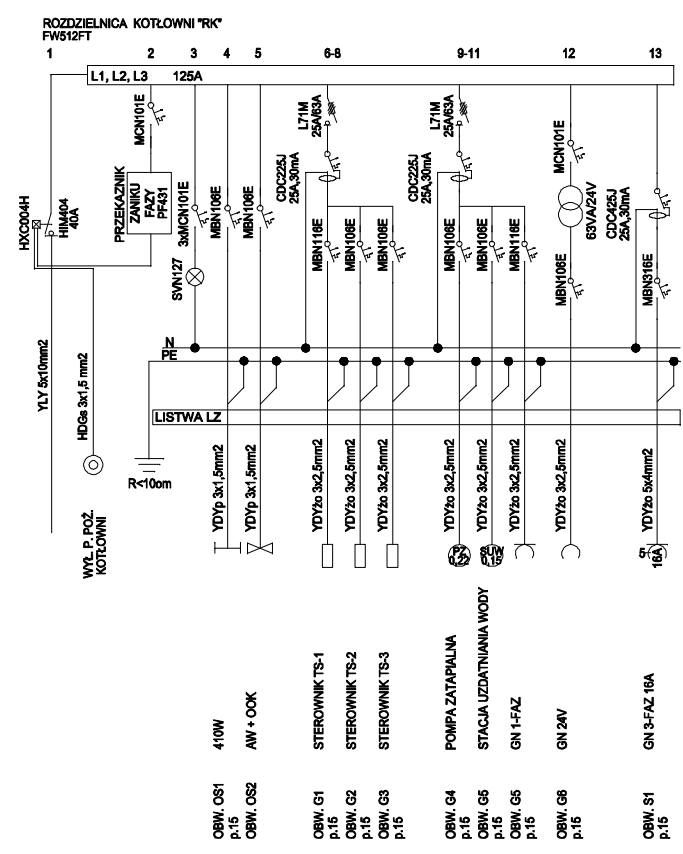 ROZDZIELNICA KOTŁOWNI "RK"
FW512FT
1
2
3
4
5
6-8
9-11
12
13
L1, L2, L3 125A
HXC004H
HIM404
40A
MCN101E
PRZEKAZNIK
ZANIKU
FAZY
PF431
3xMCN101E
SVN127
MBN106E
MBN106E
L71M
25A/63A
CDC225J
25A,30mA
MBN116E
MBN106E
MBN106E
L71M
25A/63A
CDC225J
25A,30mA
MBN106E
MBN106E
MBN116E
MCN101E
63VA/24V
MBN106E
CDC425J
25A,30mA
MBN316E
N
PE
LISTWA LZ
YLY 5x10mm2
HDGs 3x1,5 mm2
WYŁ. P. POŻ.
KOTŁOWNI
R<10om
YDYp 3x1,5mm2
YDYp 3x1,5mm2
YDYżo 3x2,5mm2
YDYżo 3x2,5mm2
YDYżo 3x2,5mm2
YDYżo 3x2,5mm2
YDYżo 3x2,5mm2
YDYżo 3x2,5mm2
YDYżo 3x2,5mm2
YDYżo 5x4mm2
PZ
0,22
SUW
0,15
5
16A
410W
AW + OOK
STEROWNIK TS-1
STEROWNIK TS-2
STEROWNIK TS-3
POMPA ZATAPIALNA
STACJA UZDATNIANIA WODY
GN 1-FAZ
GN 24V
GN 3-FAZ 16A
OBW. OS1
p.15
OBW. OS2
OBW. G1
p.15
OBW. G2
p.15
OBW. G3
p.15
OBW. G4
p.15
OBW. G5
p.15
OBW. G5
p.15
OBW. G6
p.15
OBW. S1
p.15